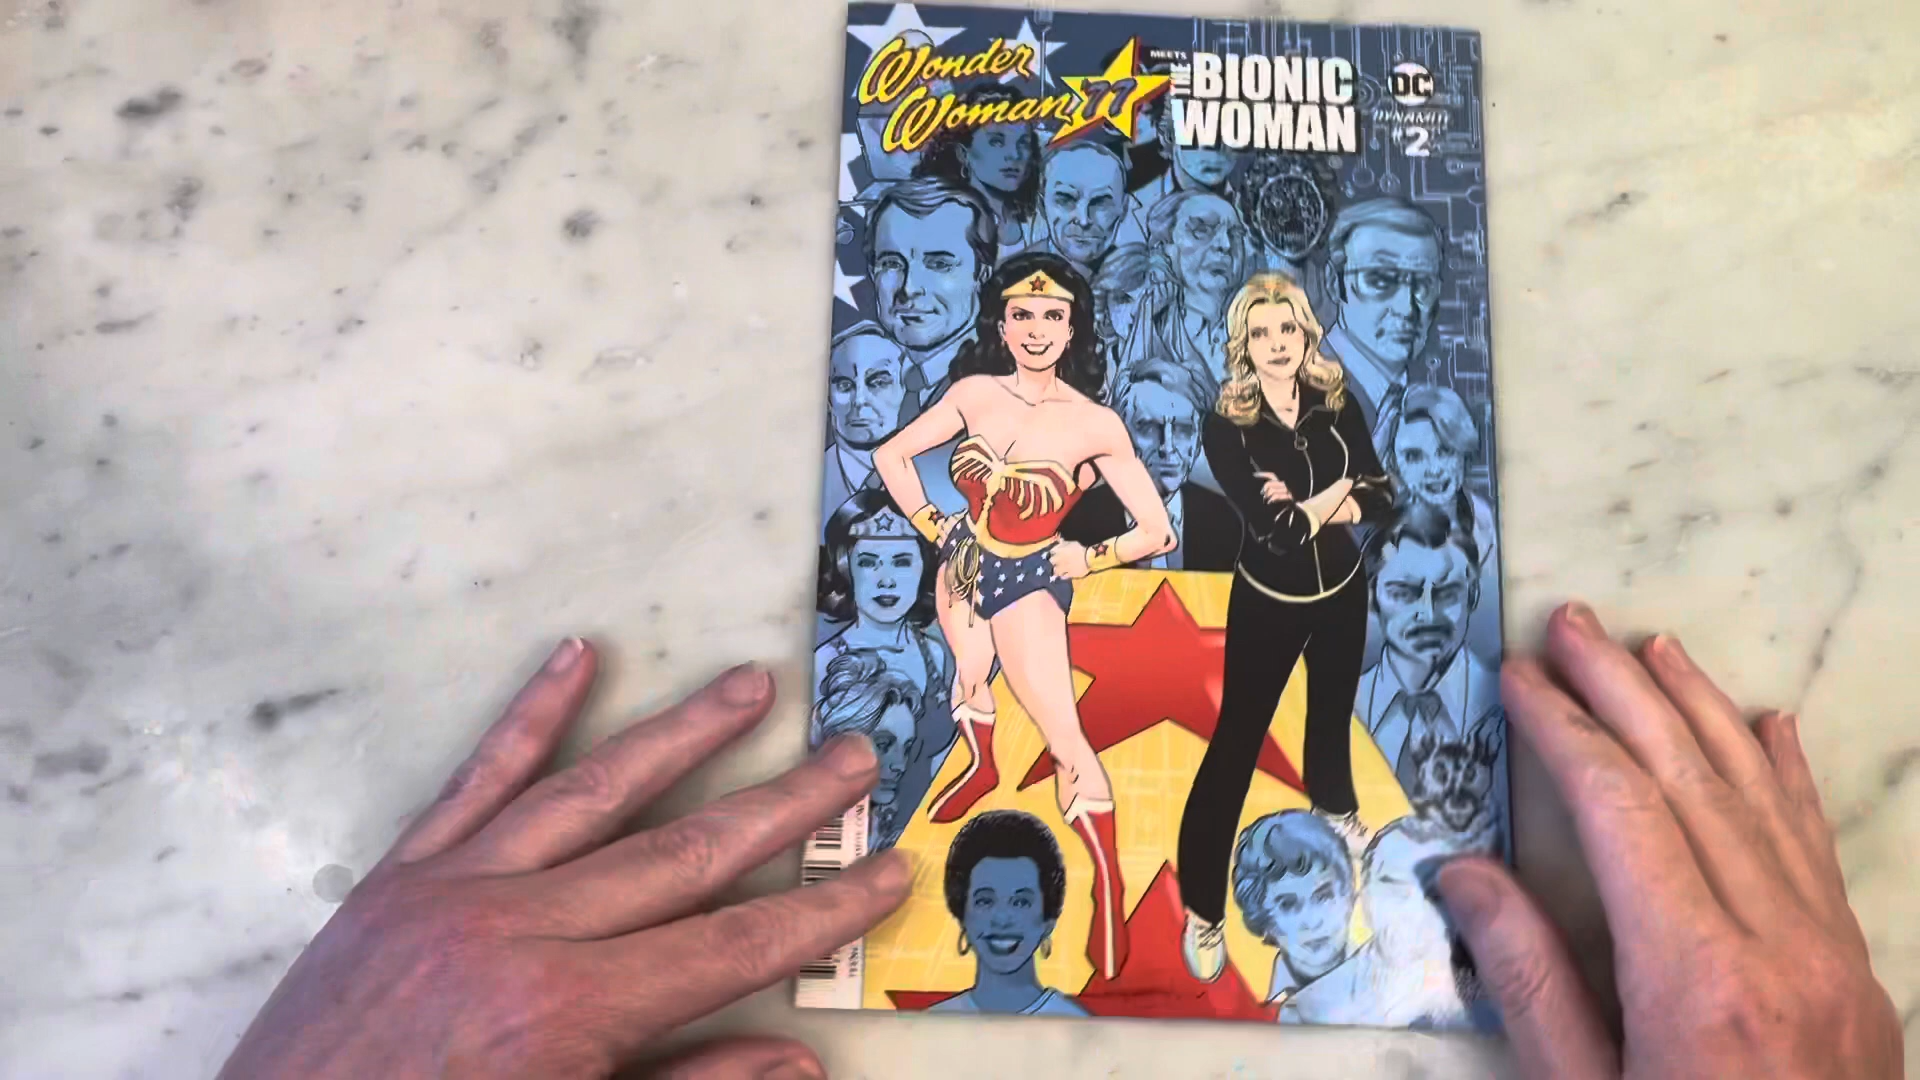 Wonder
Woman '77
MEETS
THE BIONIC
WOMAN
DC
DYNAMITE
#2